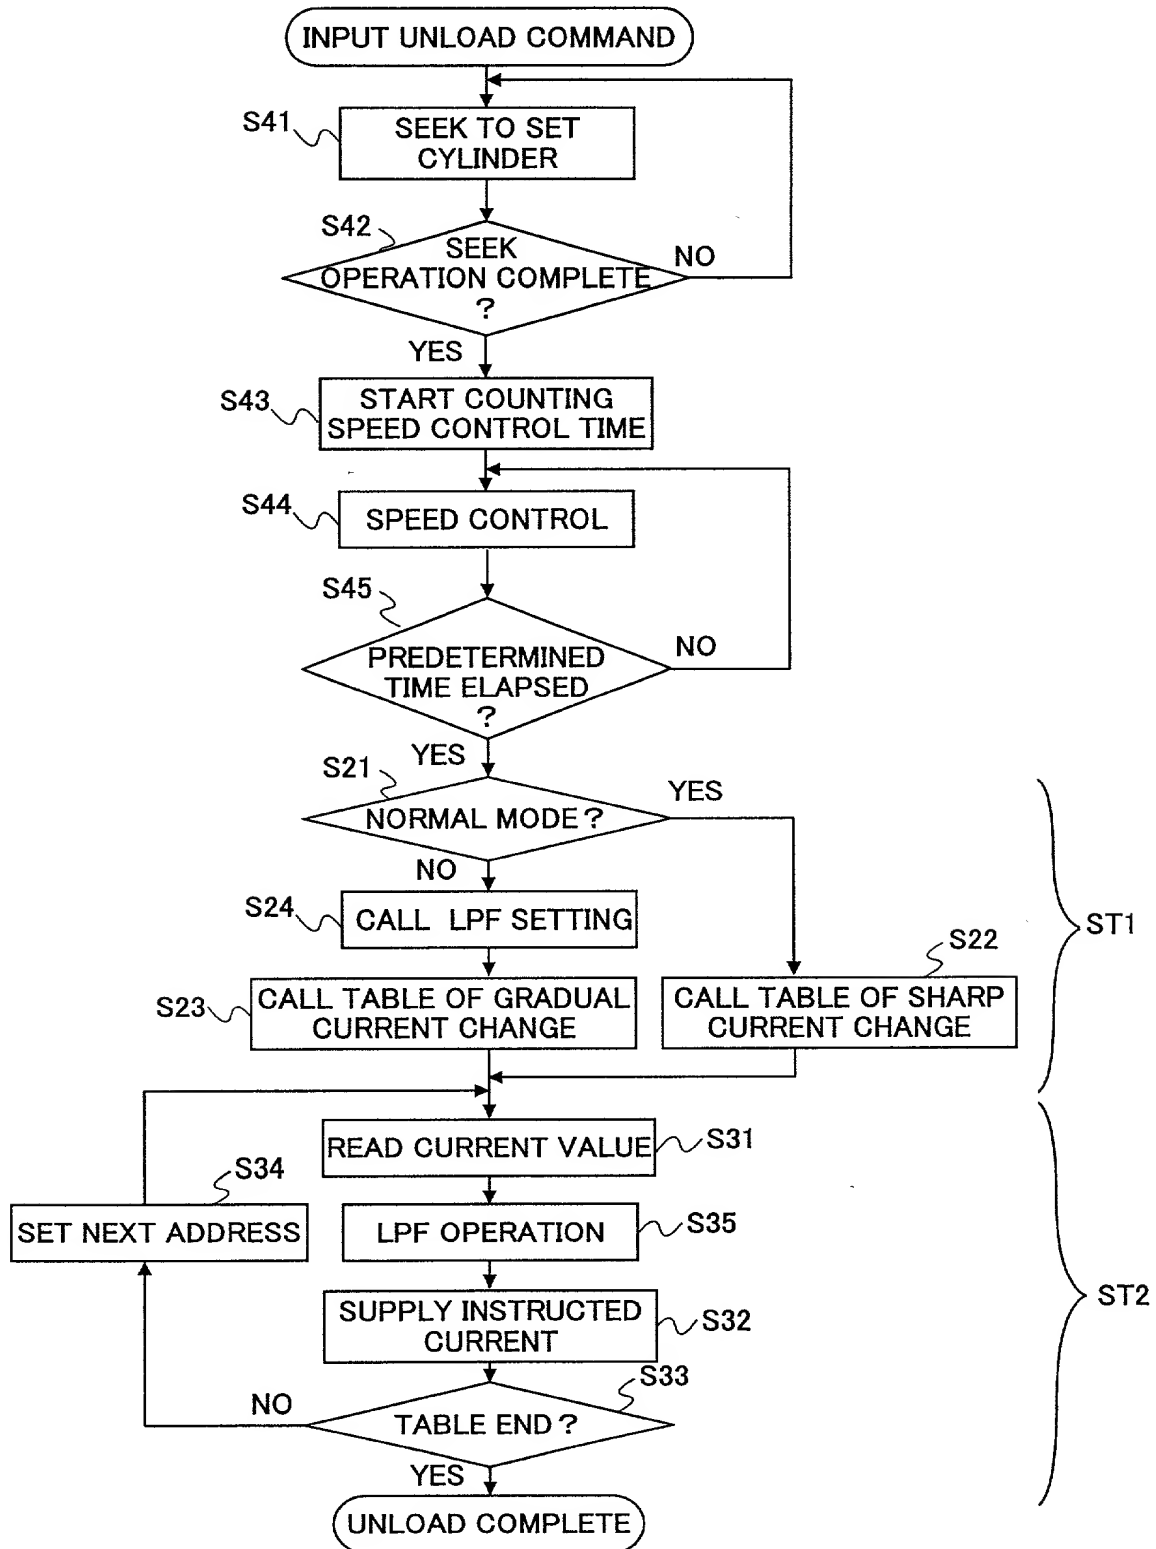 INPUT UNLOAD COMMAND
S41
SEEK TO SET
CYLINDER
S42
SEEK
OPERATION COMPLETE
?
NO
YES
S43
START COUNTING
SPEED CONTROL TIME
S44
SPEED CONTROL
S45
PREDETERMINED
TIME ELAPSED
?
NO
YES
S21
NORMAL MODE?
YES
NO
S24
CALL LPF SETTING
S22
S23
CALL TABLE OF GRADUAL
CURRENT CHANGE
CALL TABLE OF SHARP
CURRENT CHANGE
ST1
READ CURRENT VALUE
S31
S34
SET NEXT ADDRESS
LPF OPERATION
S35
SUPPLY INSTRUCTED
CURRENT
S32
ST2
S33
NO
TABLE END?
YES
UNLOAD COMPLETE